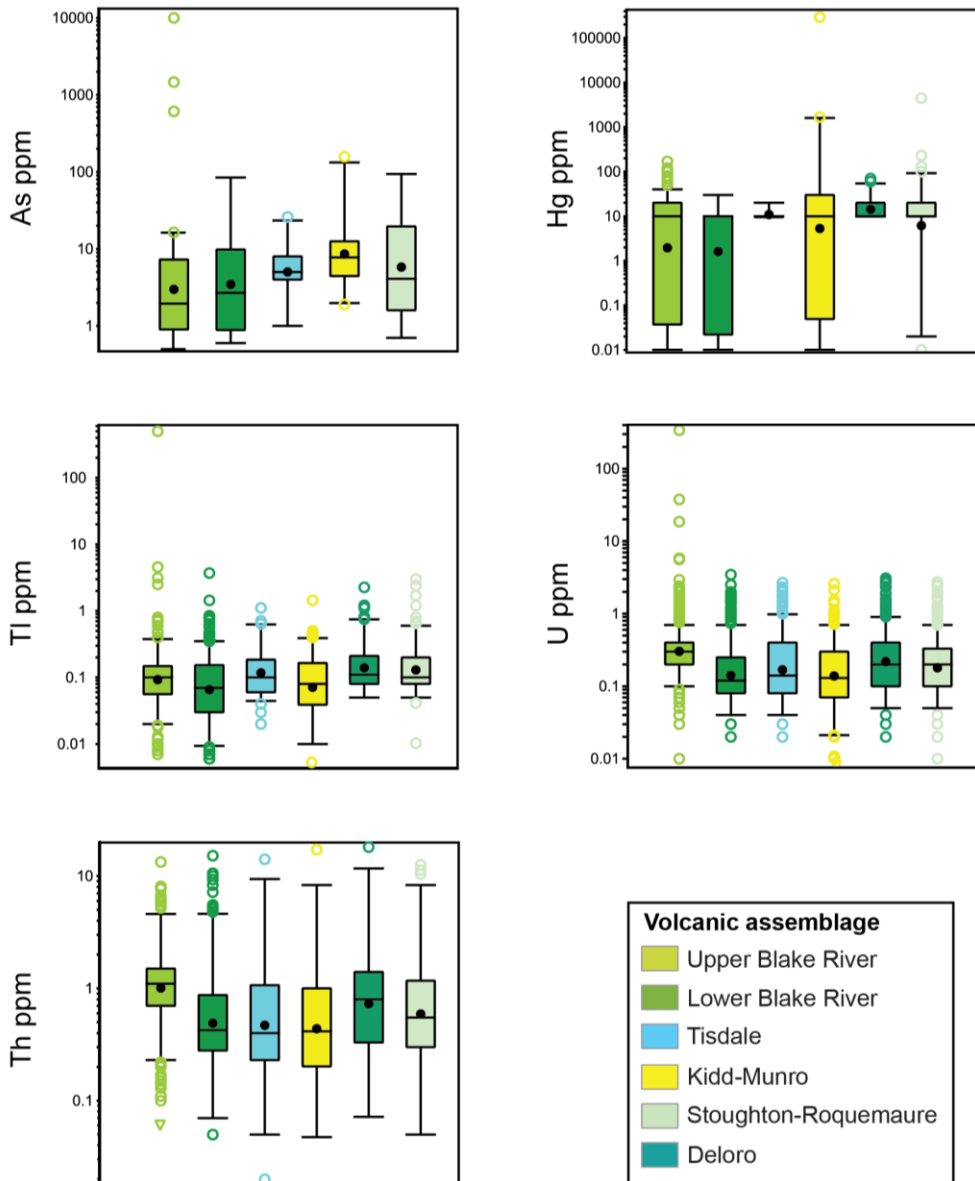 10000
1000
100
10
1
As ppm
100000
10000
1000
100
10
1
0.1
0.01
Hg ppm
100
10
1
0.1
0.01
Tl ppm
100
10
1
0.1
0.01
U ppm
10
1
0.1
Th ppm
Volcanic assemblage
Upper Blake River
Lower Blake River
Tisdale
Kidd-Munro
Stoughton-Roquemaure
Deloro